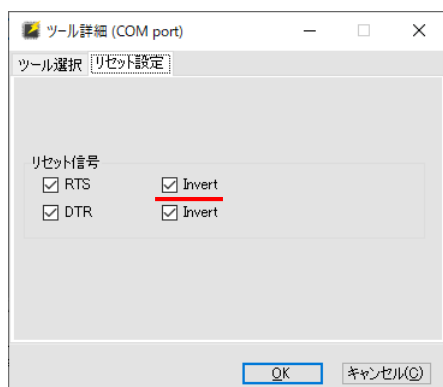 ツール詳細 (COM port)
ツール選択 リセット設定
リセット信号
RTS Invert
DTR Invert
OK キャンセル(C)